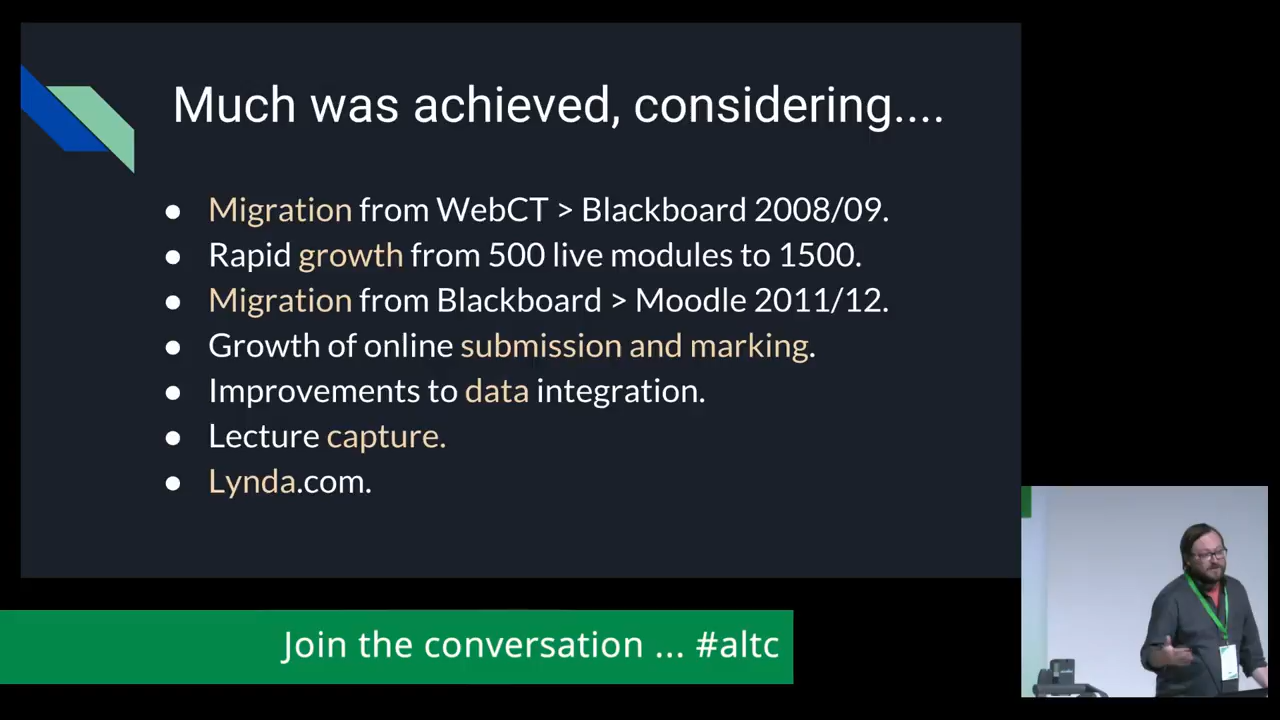 Much was achieved, considering....
● Migration from WebCT > Blackboard 2008/09.
● Rapid growth from 500 live modules to 1500.
● Migration from Blackboard > Moodle 2011/12.
● Growth of online submission and marking.
● Improvements to data integration.
● Lecture capture.
● Lynda.com.
Join the conversation ... #altc